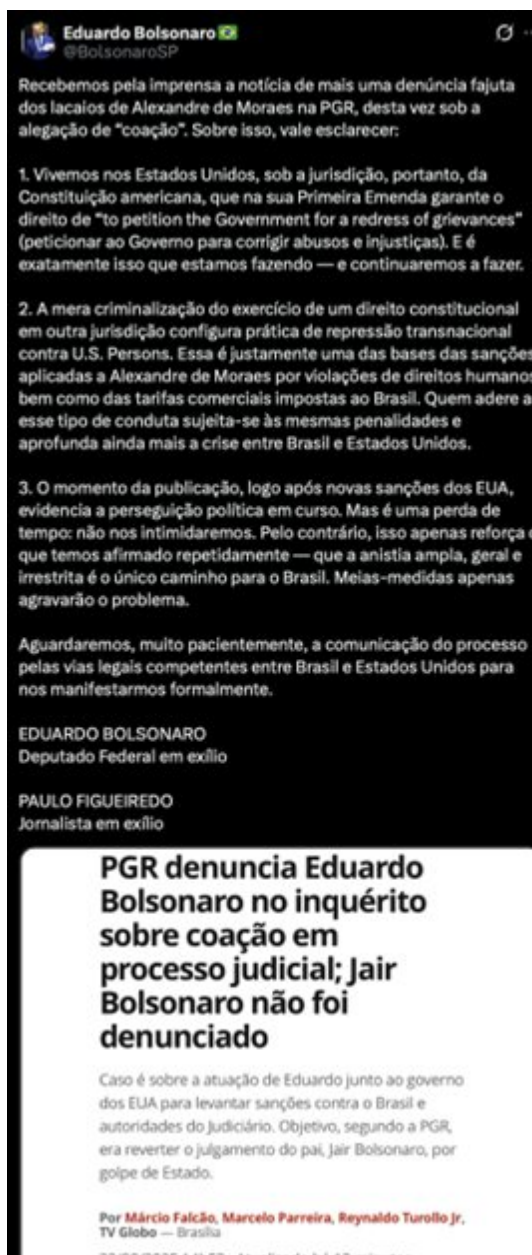 Eduardo Bolsonaro
@BolsonaroSP
Recebemos pela imprensa a notícia de mais uma denúncia fajuta
dos lacaios de Alexandre de Moraes na PGR, desta vez sob a
alegação de “coação”. Sobre isso, vale esclarecer:
1. Vivemos nos Estados Unidos, sob a jurisdição, portanto, da
Constituição americana, que na sua Primeira Emenda garante o
direito de “to petition the Government for a redress of grievances”
(peticionar ao Governo para corrigir abusos e injustiças). E é
exatamente isso que estamos fazendo — e continuaremos a fazer.
2. A mera criminalização do exercício de um direito constitucional
em outra jurisdição configura prática de repressão transnacional
contra U.S. Persons. Essa é justamente uma das bases das sanções
aplicadas a Alexandre de Moraes por violações de direitos humanos
bem como das tarifas comerciais impostas ao Brasil. Quem adere a
esse tipo de conduta sujeita-se às mesmas penalidades e
aprofunda ainda mais a crise entre Brasil e Estados Unidos.
3. O momento da publicação, logo após novas sanções dos EUA,
evidencia a perseguição política em curso. Mas é uma perda de
tempo: não nos intimidaremos. Pelo contrário, isso apenas reforça o
que temos afirmado repetidamente — que a anistia ampla, geral e
irrestrita é o único caminho para o Brasil. Meias-medidas apenas
agravarão o problema.
Aguardaremos, muito pacientemente, a comunicação do processo
pelas vias legais competentes entre Brasil e Estados Unidos para
nos manifestarmos formalmente.
EDUARDO BOLSONARO
Deputado Federal em exílio
PAULO FIGUEIREDO
Jornalista em exílio
PGR denuncia Eduardo
Bolsonaro no inquérito
sobre coação em
processo judicial; Jair
Bolsonaro não foi
denunciado
Caso é sobre a atuação de Eduardo junto ao governo
dos EUA para levantar sanções contra o Brasil e
autoridades do Judiciário. Objetivo, segundo a PGR,
era reverter o julgamento do pai, Jair Bolsonaro, por
golpe de Estado.
Por Márcio Falcão, Marcelo Parreira, Reynaldo Turollo Jr,
TV Globo — Brasília